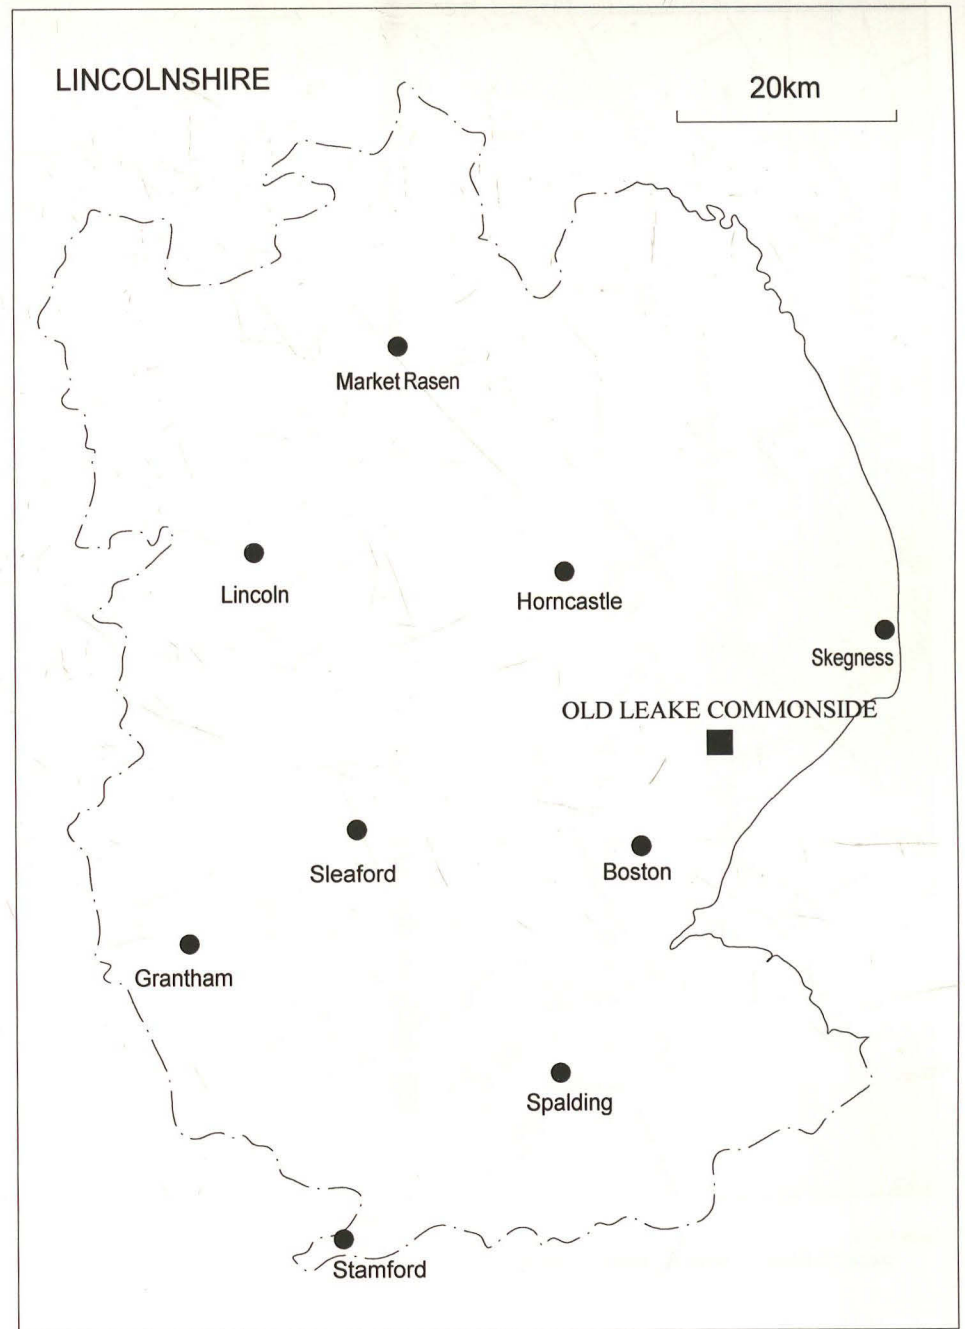 LINCOLNSHIRE
20km
Market Rasen
Lincoln
Horncastle
Skegness
OLD LEAKE COMMONSIDE
Sleaford
Boston
Grantham
Spalding
Stamford